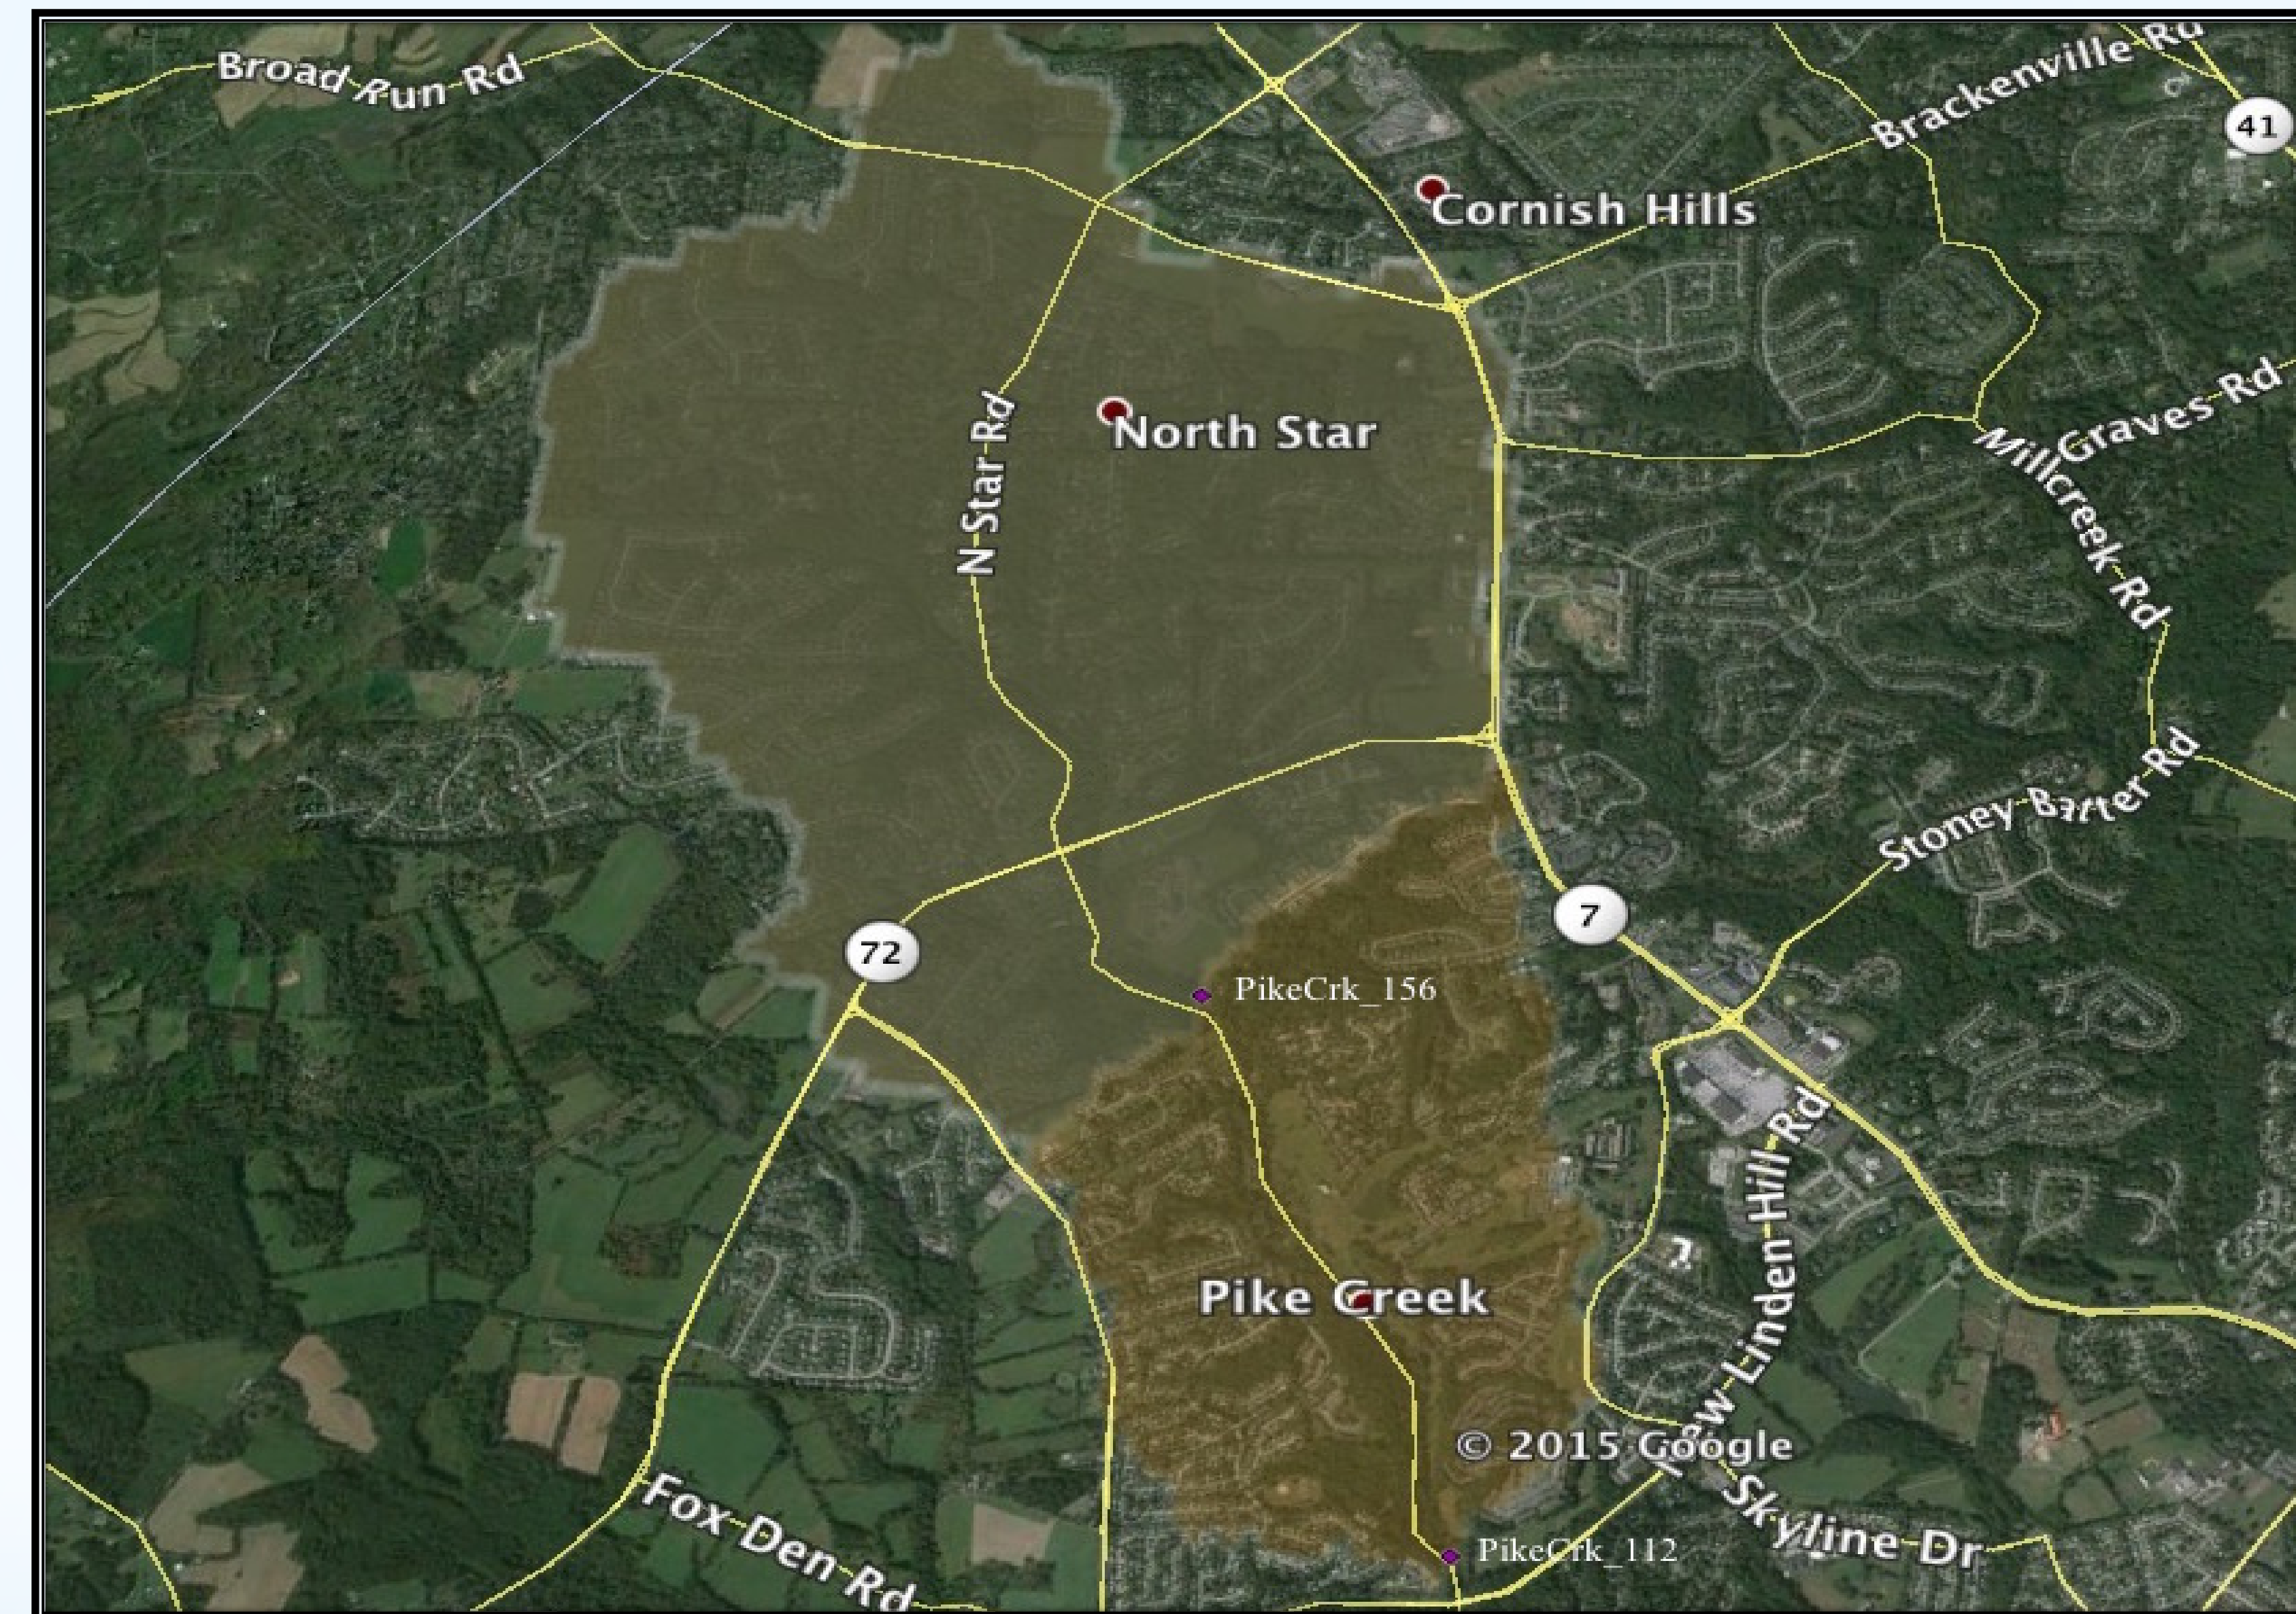 Broad Run Rd
Brackenville Rd
41
Cornish Hills
North Star
N Star Rd
Graves Rd
Millcreek Rd
Stoney Batter Rd
7
72
PikeCrk_156
New Linden Hill Rd
Pike Creek
© 2015 Google
Skyline Dr
Fox Den Rd
PikeCrk_112